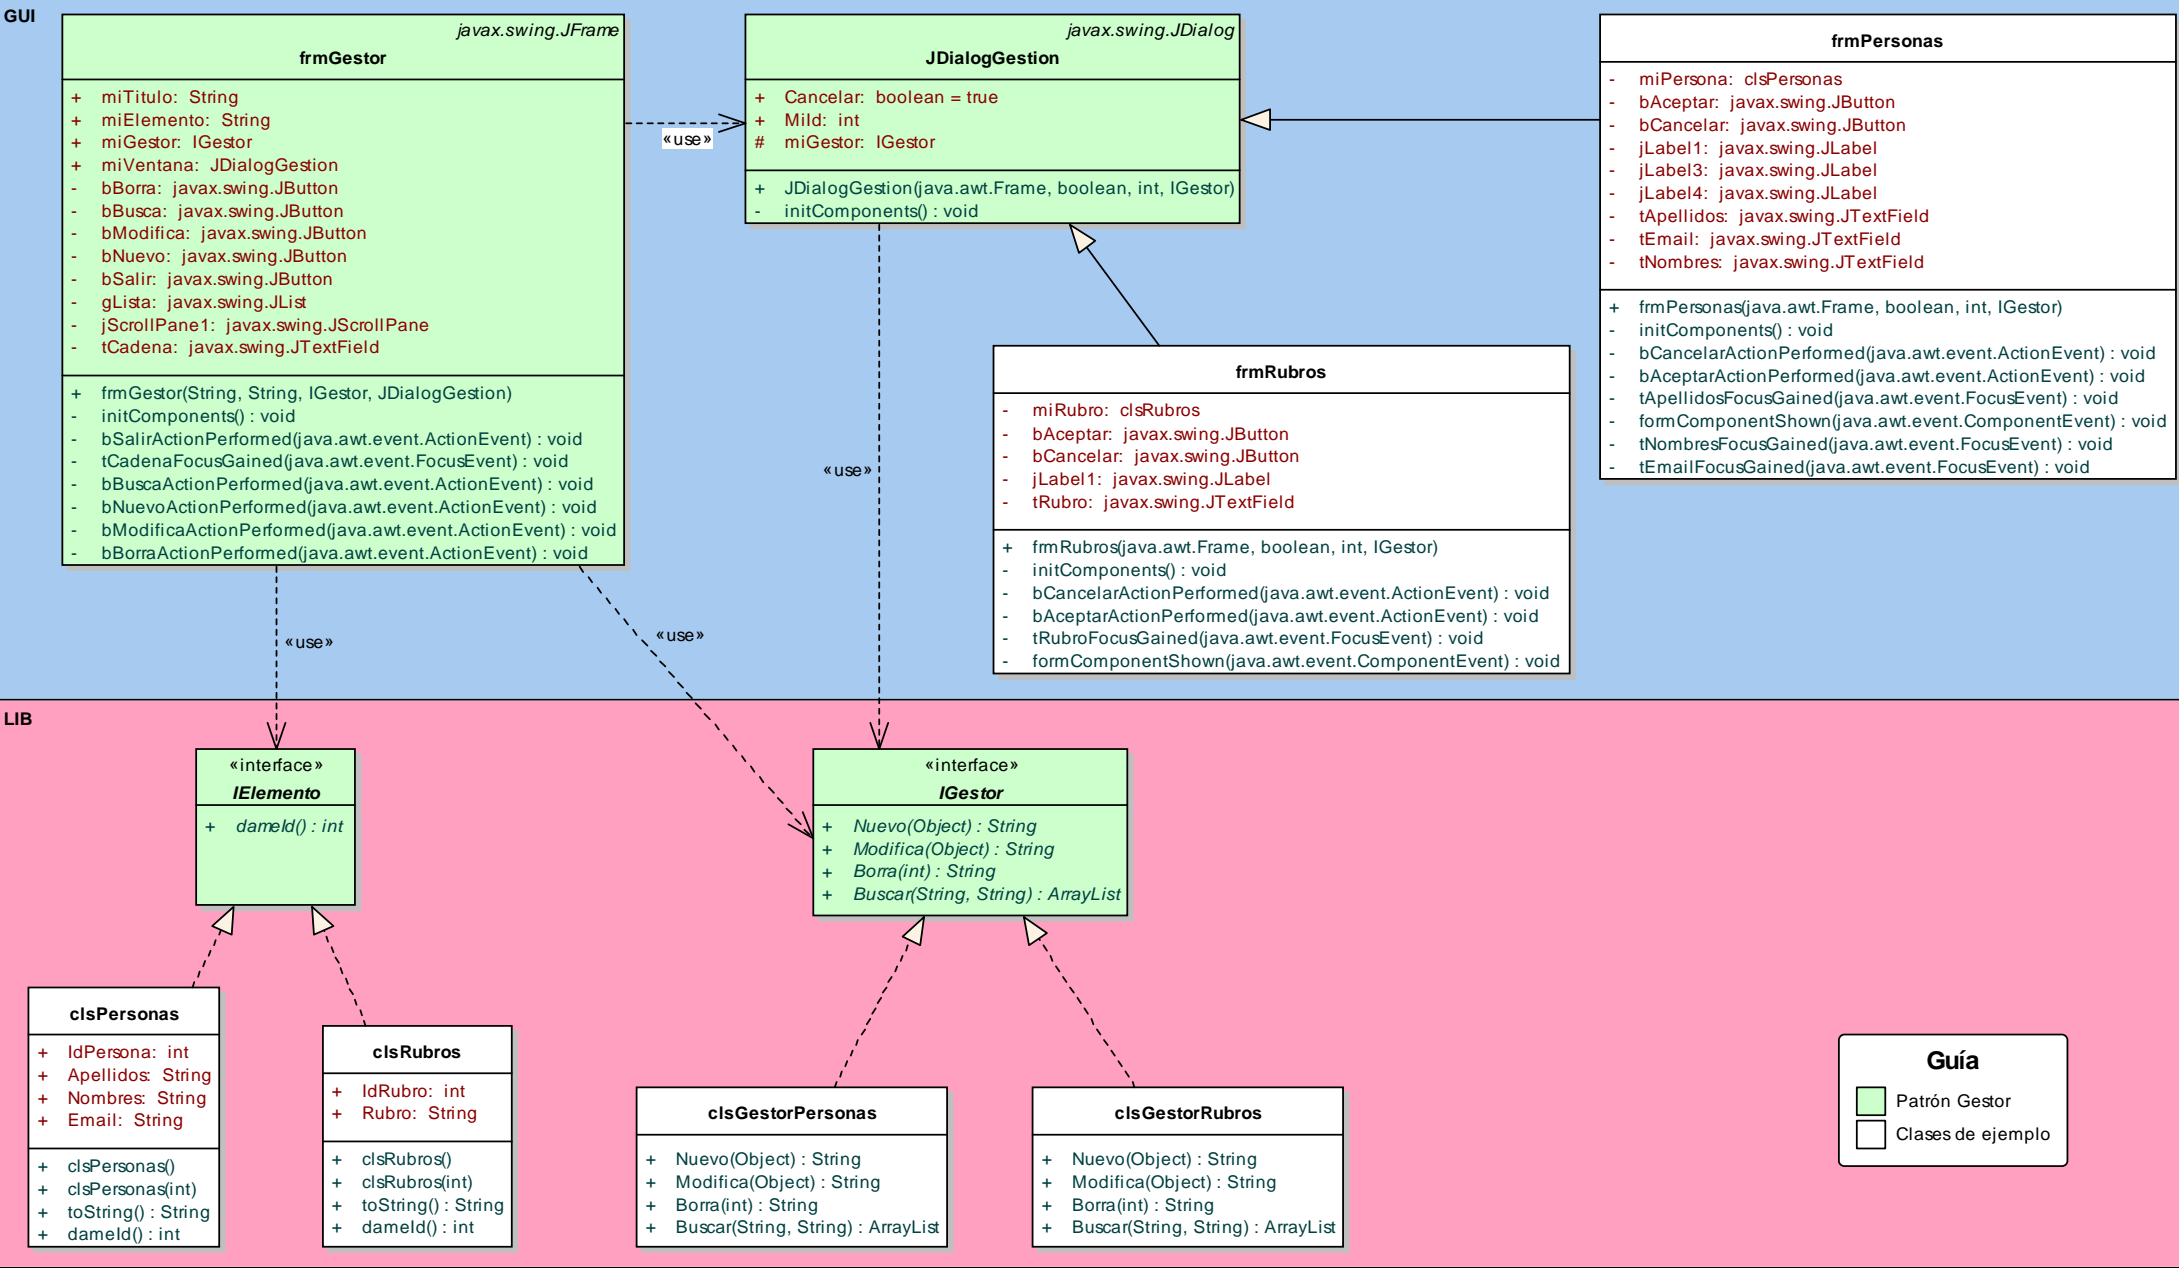 GUI
javax.swing.JFrame
frmGestor
+ miTitulo: String
+ miElemento: String
+ miGestor: IGestor
+ miVentana: JDialogGestion
- bBorra: javax.swing.JButton
- bBusca: javax.swing.JButton
- bModifica: javax.swing.JButton
- bNuevo: javax.swing.JButton
- bSalir: javax.swing.JButton
- gLista: javax.swing.JList
- jScrollPane1: javax.swing.JScrollPane
- tCadena: javax.swing.JTextField
+ frmGestor(String, String, IGestor, JDialogGestion)
- initComponents() : void
- bSalirActionPerformed(java.awt.event.ActionEvent) : void
- tCadenaFocusGained(java.awt.event.FocusEvent) : void
- bBuscaActionPerformed(java.awt.event.ActionEvent) : void
- bNuevoActionPerformed(java.awt.event.ActionEvent) : void
- bModificaActionPerformed(java.awt.event.ActionEvent) : void
- bBorraActionPerformed(java.awt.event.ActionEvent) : void
«use»
javax.swing.JDialog
JDialogGestion
+ Cancelar: boolean = true
+ MiId: int
# miGestor: IGestor
+ JDialogGestion(java.awt.Frame, boolean, int, IGestor)
- initComponents() : void
frmPersonas
- miPersona: clsPersonas
- bAceptar: javax.swing.JButton
- bCancelar: javax.swing.JButton
- jLabel1: javax.swing.JLabel
- jLabel3: javax.swing.JLabel
- jLabel4: javax.swing.JLabel
- tApellidos: javax.swing.JTextField
- tEmail: javax.swing.JTextField
- tNombres: javax.swing.JTextField
+ frmPersonas(java.awt.Frame, boolean, int, IGestor)
- initComponents() : void
- bCancelarActionPerformed(java.awt.event.ActionEvent) : void
- bAceptarActionPerformed(java.awt.event.ActionEvent) : void
- tApellidosFocusGained(java.awt.event.FocusEvent) : void
- formComponentShown(java.awt.event.ComponentEvent) : void
- tNombresFocusGained(java.awt.event.FocusEvent) : void
- tEmailFocusGained(java.awt.event.FocusEvent) : void
frmRubros
- miRubro: clsRubros
- bAceptar: javax.swing.JButton
- bCancelar: javax.swing.JButton
- jLabel1: javax.swing.JLabel
- tRubro: javax.swing.JTextField
+ frmRubros(java.awt.Frame, boolean, int, IGestor)
- initComponents() : void
- bCancelarActionPerformed(java.awt.event.ActionEvent) : void
- bAceptarActionPerformed(java.awt.event.ActionEvent) : void
- tRubroFocusGained(java.awt.event.FocusEvent) : void
- formComponentShown(java.awt.event.ComponentEvent) : void
«use»
«use»
«use»
LIB
«interface»
IElemento
+ dameId() : int
«interface»
IGestor
+ Nuevo(Object) : String
+ Modifica(Object) : String
+ Borra(int) : String
+ Buscar(String, String) : ArrayList
clsPersonas
+ IdPersona: int
+ Apellidos: String
+ Nombres: String
+ Email: String
+ clsPersonas()
+ clsPersonas(int)
+ toString() : String
+ dameId() : int
clsRubros
+ IdRubro: int
+ Rubro: String
+ clsRubros()
+ clsRubros(int)
+ toString() : String
+ dameId() : int
clsGestorPersonas
+ Nuevo(Object) : String
+ Modifica(Object) : String
+ Borra(int) : String
+ Buscar(String, String) : ArrayList
clsGestorRubros
+ Nuevo(Object) : String
+ Modifica(Object) : String
+ Borra(int) : String
+ Buscar(String, String) : ArrayList
Guía
Patrón Gestor
Clases de ejemplo